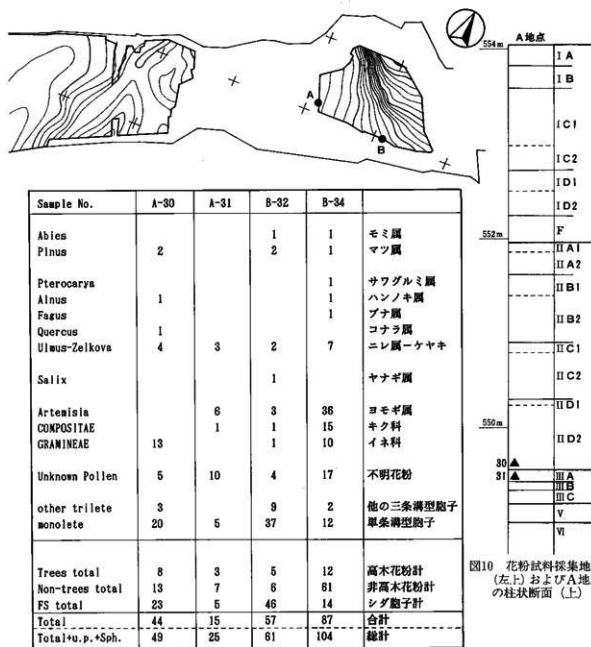 A
B
554m
A地点
I A
I B
I C1
I C2
I D1
I D2
F
552m
II A1
II A2
II B1
II B2
II C1
II C2
II D1
550m
II D2
30▲
31▲
III A
III B
III C
V
VI
Sample No. A-30 A-31 B-32 B-34
Abies 1 1 モミ属
Pinus 2 2 1 マツ属
Pterocarya 1 サワグルミ属
Alnus 1 1 ハンノキ属
Fagus 1 ブナ属
Quercus 1 コナラ属
Ulmus-Zelkova 4 3 2 7 ニレ属ーケヤキ
Salix 1 ヤナギ属
Artemisia 6 3 36 ヨモギ属
COMPOSITAE 1 1 15 キク科
GRAMINEAE 13 1 10 イネ科
Unknown Pollen 5 10 4 17 不明花粉
other trilete 3 9 2 他の三条溝型胞子
monolete 20 5 37 12 単条溝型胞子
Trees total 8 3 5 12 高木花粉計
Non-trees total 13 7 6 61 非高木花粉計
FS total 23 5 46 14 シダ胞子計
Total 44 15 57 87 合計
Total+u.p.+Sph. 49 25 61 104 総計
図10 花粉試料採集地
(左上)およびA地
の柱状断面(上)